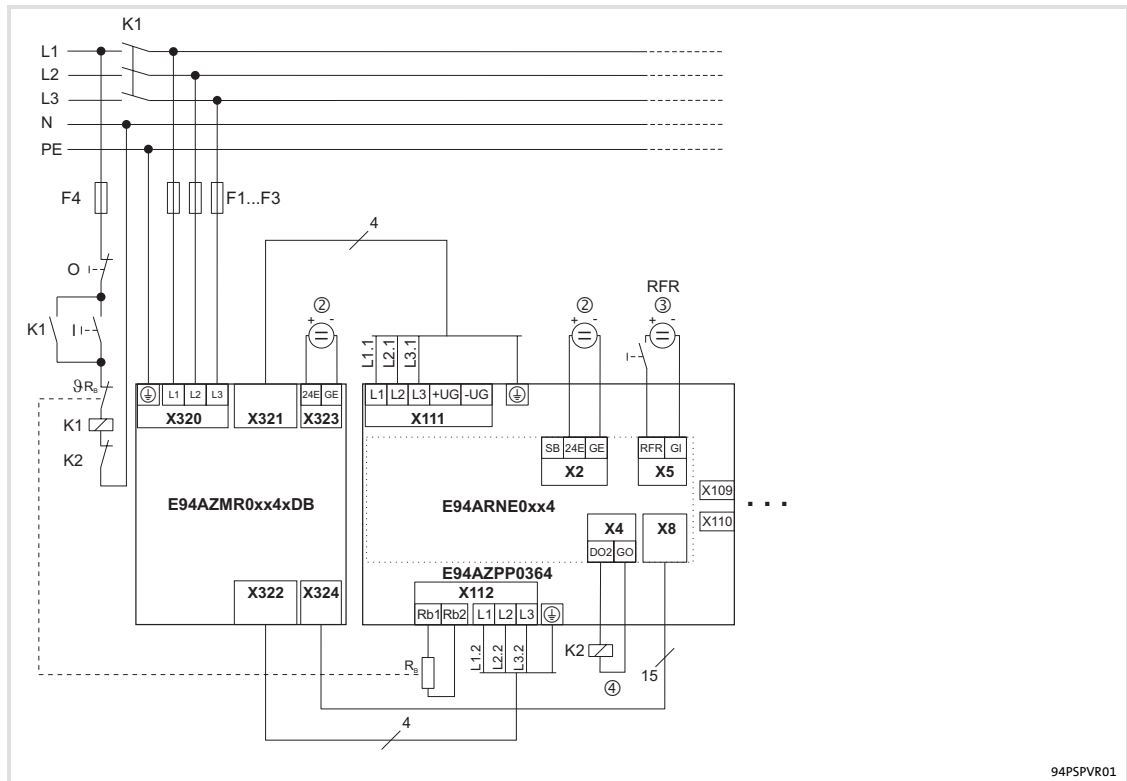 K1
L1
L2
L3
N
PE
F4
F1...F3
4
O
RFR
②
②
③
+ -
+ -
+ -
K1
I
L1.1
L2.1
L3.1
ϑRB
L1 L2 L3
24E GE
L1 L2 L3 +UG -UG
X320
X321
X323
X111
K1
K2
SB 24E GE
RFR GI
X2
X5
X109
E94AZMR0xx4xDB
E94ARNE0xx4
...
X110
X4
X8
DO2 GO
E94AZPP0364
X322
X324
X112
Rb1 Rb2 L1 L2 L3
K2
RB
L1.2
L2.2
L3.2
15
④
4
94PSPVR01